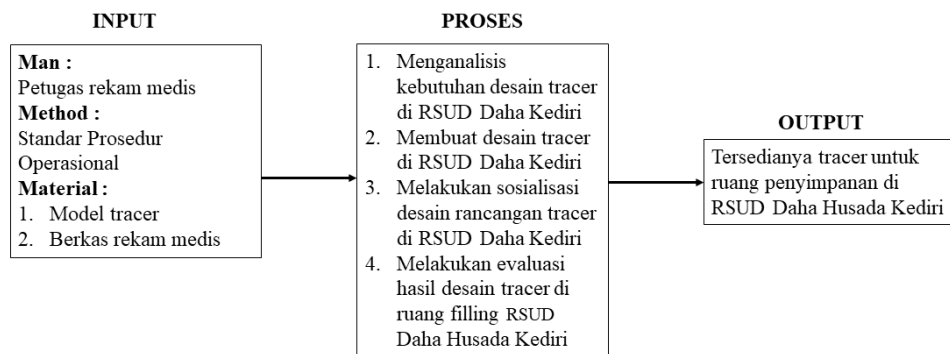 INPUT
Man :
Petugas rekam medis
Method :
Standar Prosedur
Operasional
Material :
1. Model tracer
2. Berkas rekam medis
PROSES
1. Menganalisis
kebutuhan desain tracer
di RSUD Daha Kediri
2. Membuat desain tracer
di RSUD Daha Kediri
3. Melakukan sosialisasi
desain rancangan tracer
di RSUD Daha Kediri
4. Melakukan evaluasi
hasil desain tracer di
ruang filling RSUD
Daha Husada Kediri
OUTPUT
Tersedianya tracer untuk
ruang penyimpanan di
RSUD Daha Husada Kediri